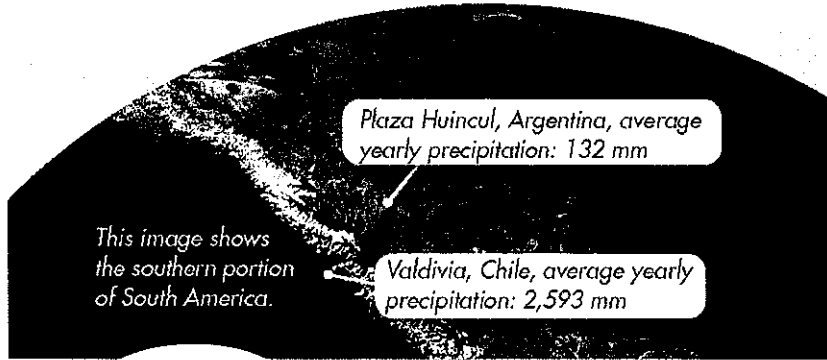 Plaza Huincul, Argentina, average
yearly precipitation: 132 mm
This image shows
the southern portion
of South America.
Valdivia, Chile, average yearly
precipitation: 2,593 mm